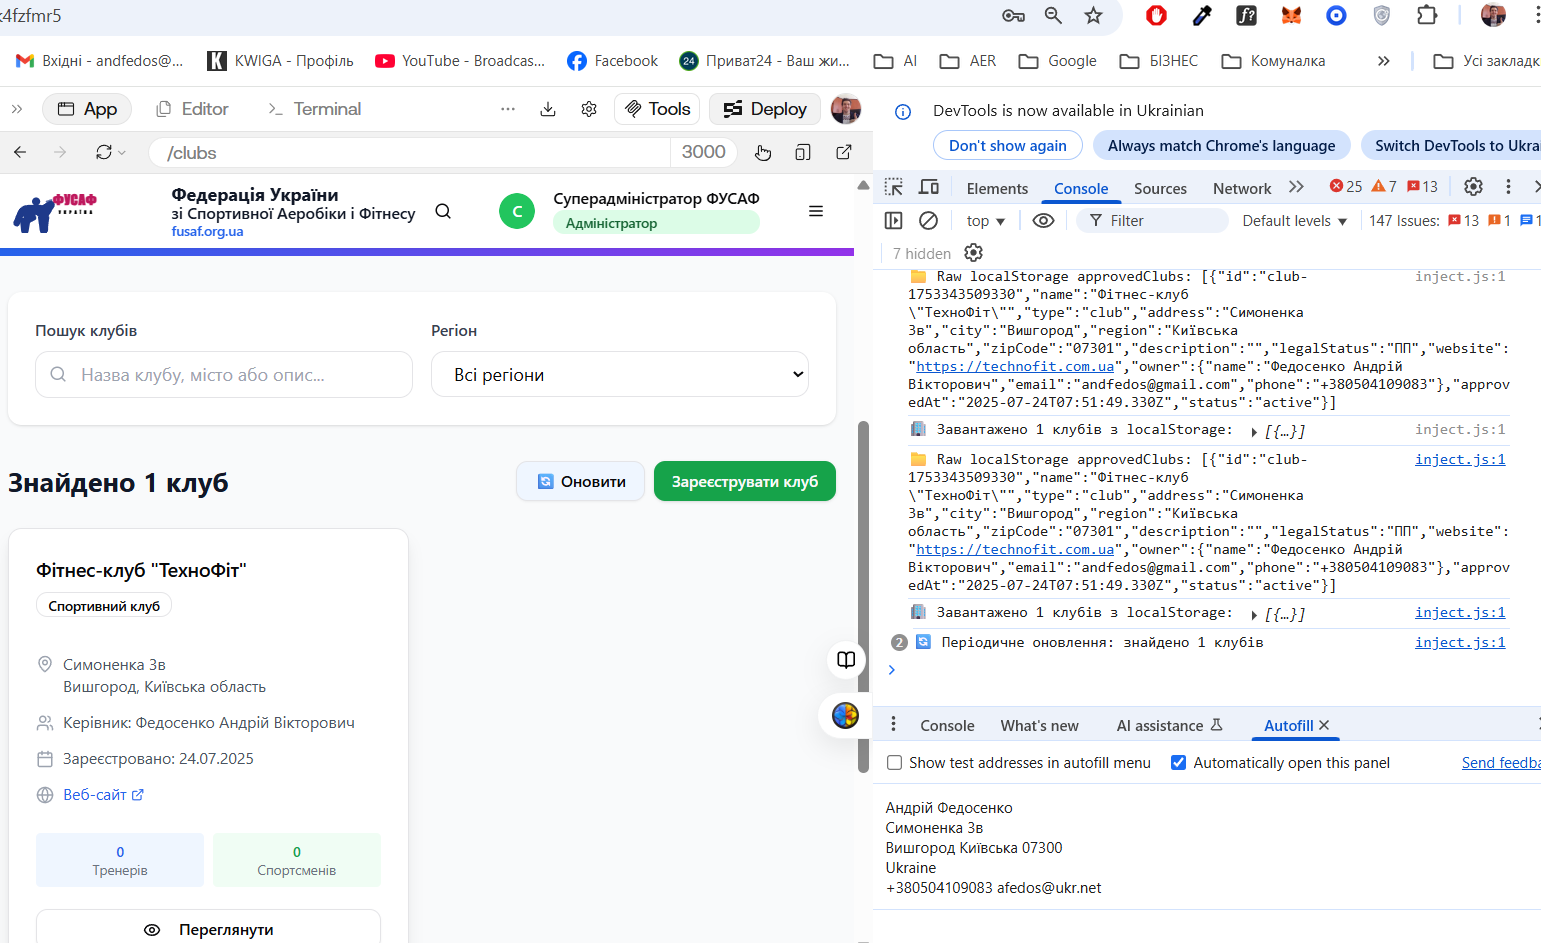 k4fzfmr5
Вхідні - andfedos@...
KWIGA - Профіль
YouTube - Broadcas...
Facebook
24
Приват24 - Ваш жи...
AI
AER
Google
БІЗНЕС
Комуналка
»
Усі закладк
App
Editor
Terminal
...
Tools
Deploy
/clubs
3000
ФУСАФ
УКРАЇНА
Федерація України
зі Спортивної Аеробіки і Фітнесу
fusaf.org.ua
С
Суперадміністратор ФУСАФ
Адміністратор
Пошук клубів
Назва клубу, місто або опис...
Регіон
Всі регіони
Знайдено 1 клуб
Оновити
Зареєструвати клуб
Фітнес-клуб "ТехноФіт"
Спортивний клуб
Симоненка 3в
Вишгород, Київська область
Керівник: Федосенко Андрій Вікторович
Зареєстровано: 24.07.2025
Веб-сайт
0
Тренерів
0
Спортсменів
Переглянути
DevTools is now available in Ukrainian
Don't show again
Always match Chrome's language
Switch DevTools to Ukrai
Elements
Console
Sources
Network
25
7
13
top
Filter
Default levels
147 Issues:
13
1
1
7 hidden
Raw localStorage approvedClubs: [{"id":"club-
inject.js:1
1753343509330","name":"Фітнес-клуб
\"ТехноФіт\"","type":"club","address":"Симоненка
3в","city":"Вишгород","region":"Київська
область","zipCode":"07301","description":"","legalStatus":"ПП","website":
"https://technofit.com.ua","owner":{"name":"Федосенко Андрій
Вікторович","email":"andfedos@gmail.com","phone":"+380504109083"},"approv
edAt":"2025-07-24T07:51:49.330Z","status":"active"}]
Завантажено 1 клубів з localStorage: [{…}]
inject.js:1
Raw localStorage approvedClubs: [{"id":"club-
inject.js:1
1753343509330","name":"Фітнес-клуб
\"ТехноФіт\"","type":"club","address":"Симоненка
3в","city":"Вишгород","region":"Київська
область","zipCode":"07301","description":"","legalStatus":"ПП","website":
"https://technofit.com.ua","owner":{"name":"Федосенко Андрій
Вікторович","email":"andfedos@gmail.com","phone":"+380504109083"},"approv
edAt":"2025-07-24T07:51:49.330Z","status":"active"}]
Завантажено 1 клубів з localStorage: [{…}]
inject.js:1
2
Періодичне оновлення: знайдено 1 клубів
inject.js:1
Console
What's new
AI assistance
Autofill
Show test addresses in autofill menu
Automatically open this panel
Send feedba
Андрій Федосенко
Симоненка 3в
Вишгород Київська 07300
Ukraine
+380504109083 afedos@ukr.net